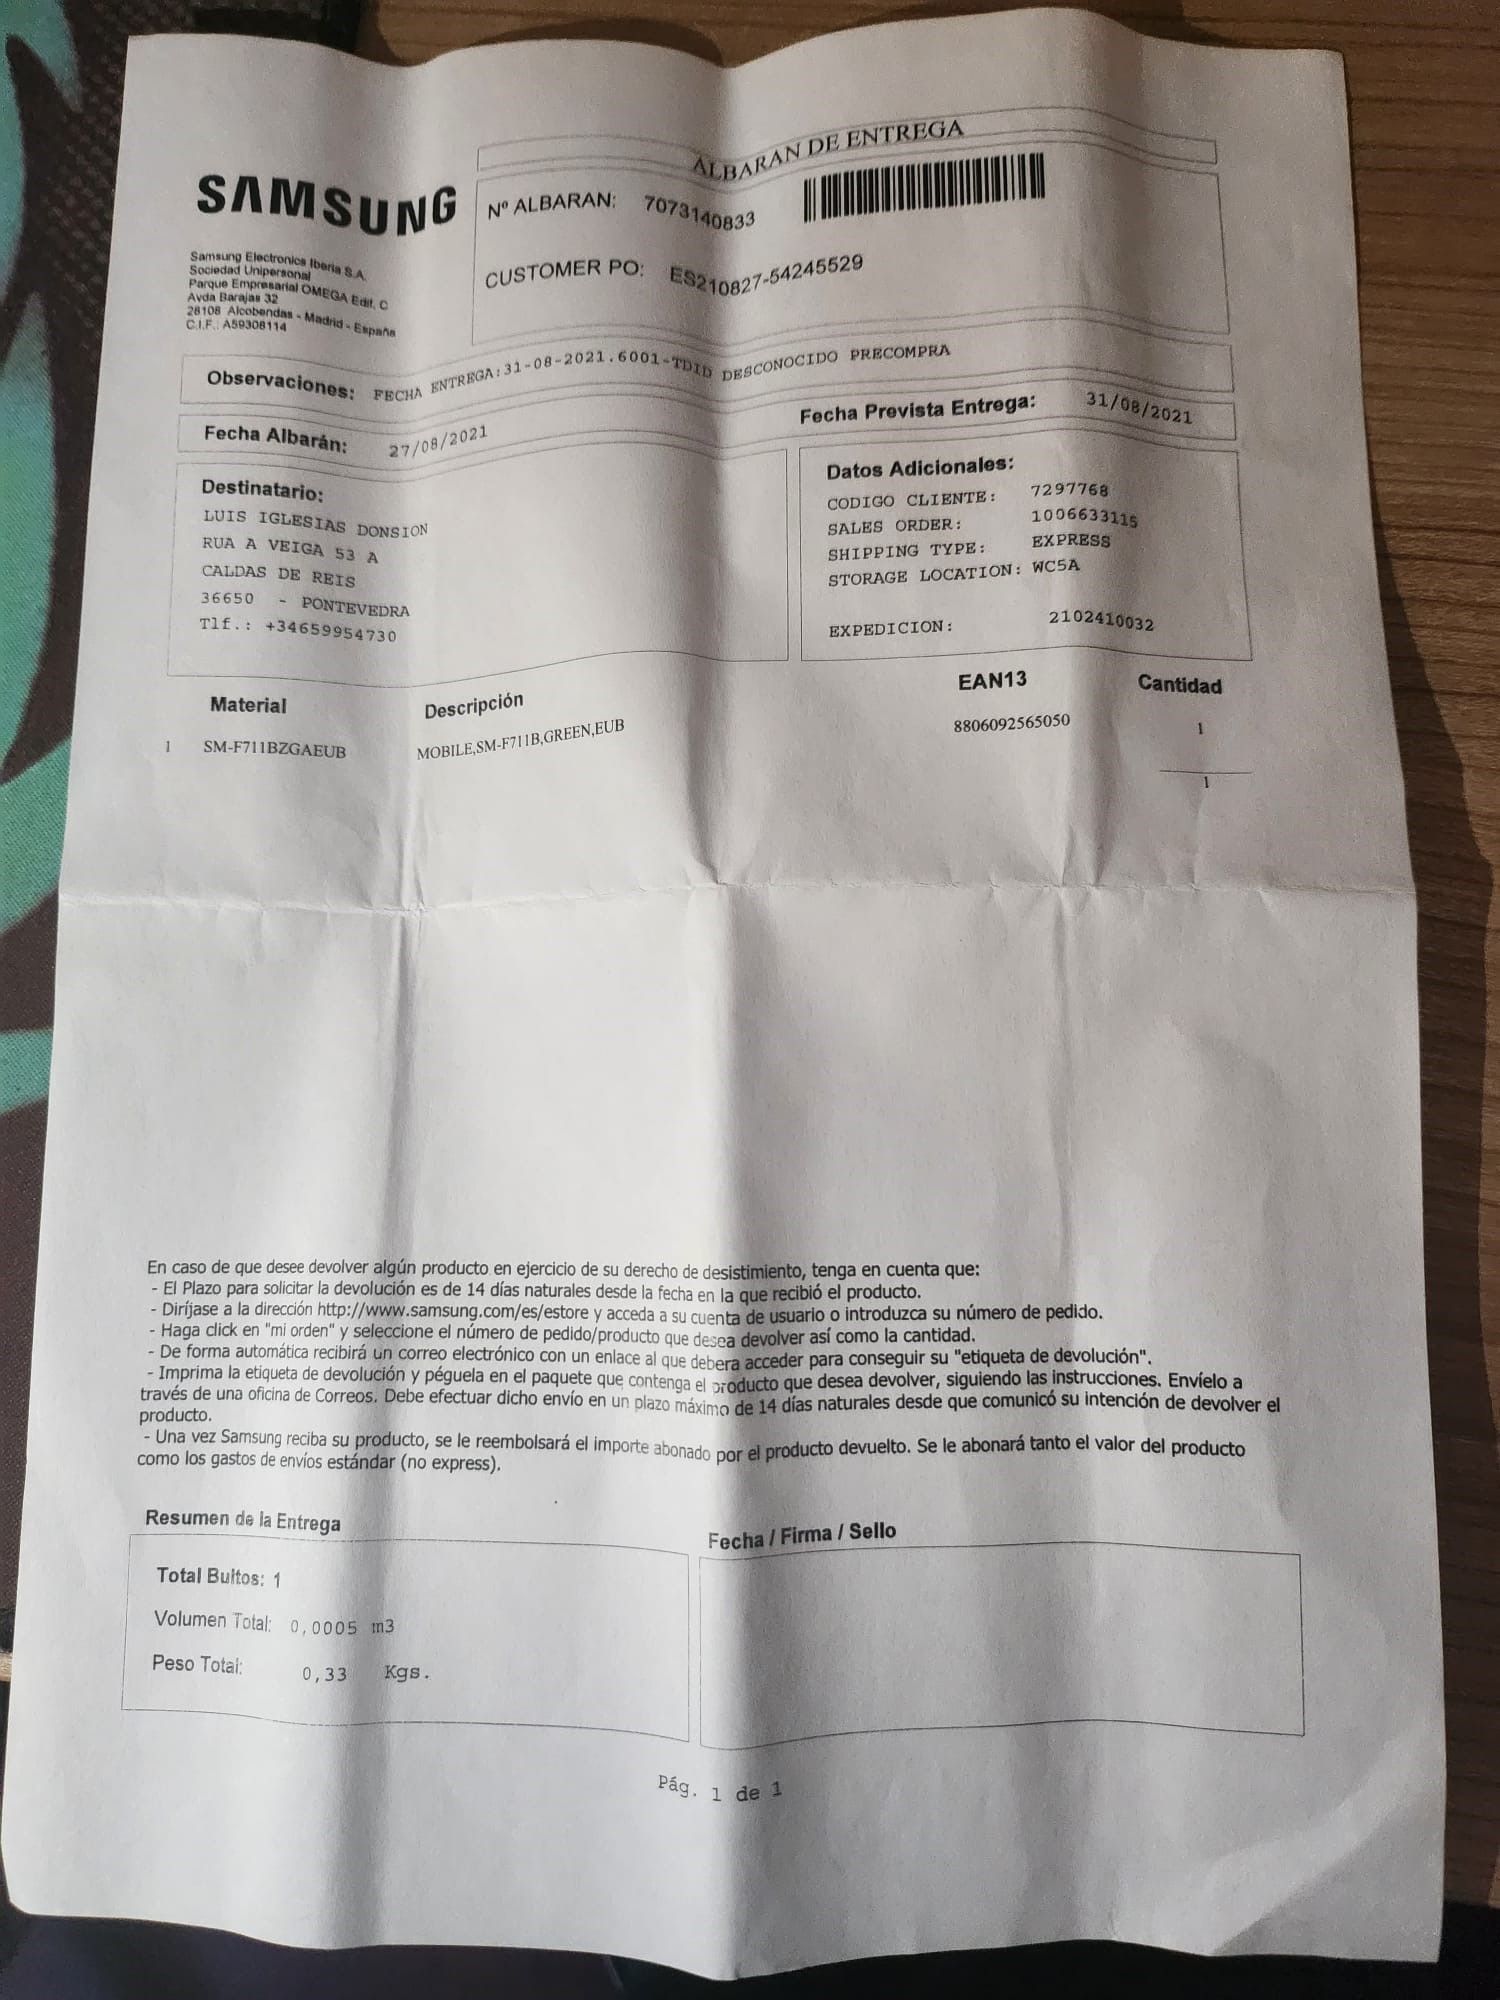 ALBARAN DE ENTREGA
SAMSUNG
Nº ALBARAN: 7073140833
CUSTOMER PO: ES210827-54245529
Samsung Electronics Iberia S.A.
Sociedad Unipersonal
Parque Empresarial OMEGA Edif. C
Avda Barajas 32
28108 Alcobendas - Madrid - España
C.I.F.: A59308114
Observaciones: FECHA ENTREGA:31-08-2021.6001-TDID DESCONOCIDO PRECOMPRA
Fecha Albarán: 27/08/2021 Fecha Prevista Entrega: 31/08/2021
Destinatario:
LUIS IGLESIAS DONSION
RUA A VEIGA 53 A
CALDAS DE REIS
36650 - PONTEVEDRA
Tlf.: +34659954730
Datos Adicionales:
CODIGO CLIENTE: 7297768
SALES ORDER: 1006633115
SHIPPING TYPE: EXPRESS
STORAGE LOCATION: WC5A
EXPEDICION: 2102410032
Material Descripción EAN13 Cantidad
1 SM-F711BZGAEUB MOBILE,SM-F711B,GREEN,EUB 8806092565050 1
1
En caso de que desee devolver algún producto en ejercicio de su derecho de desistimiento, tenga en cuenta que:
- El Plazo para solicitar la devolución es de 14 días naturales desde la fecha en la que recibió el producto.
- Diríjase a la dirección http://www.samsung.com/es/estore y acceda a su cuenta de usuario o introduzca su número de pedido.
- Haga click en "mi orden" y seleccione el número de pedido/producto que desea devolver así como la cantidad.
- De forma automática recibirá un correo electrónico con un enlace al que debera acceder para conseguir su "etiqueta de devolución".
- Imprima la etiqueta de devolución y péguela en el paquete que contenga el producto que desea devolver, siguiendo las instrucciones. Envíelo a
través de una oficina de Correos. Debe efectuar dicho envío en un plazo máximo de 14 días naturales desde que comunicó su intención de devolver el
producto.
- Una vez Samsung reciba su producto, se le reembolsará el importe abonado por el producto devuelto. Se le abonará tanto el valor del producto
como los gastos de envíos estándar (no express).
Resumen de la Entrega
Total Bultos: 1
Volumen Total: 0,0005 m3
Peso Total: 0,33 Kgs.
Fecha / Firma / Sello
Pág. 1 de 1